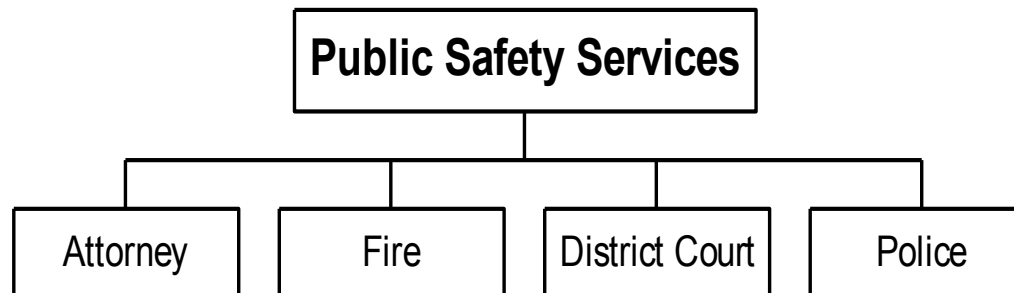 Public Safety Services
Attorney
Fire
District Court
Police